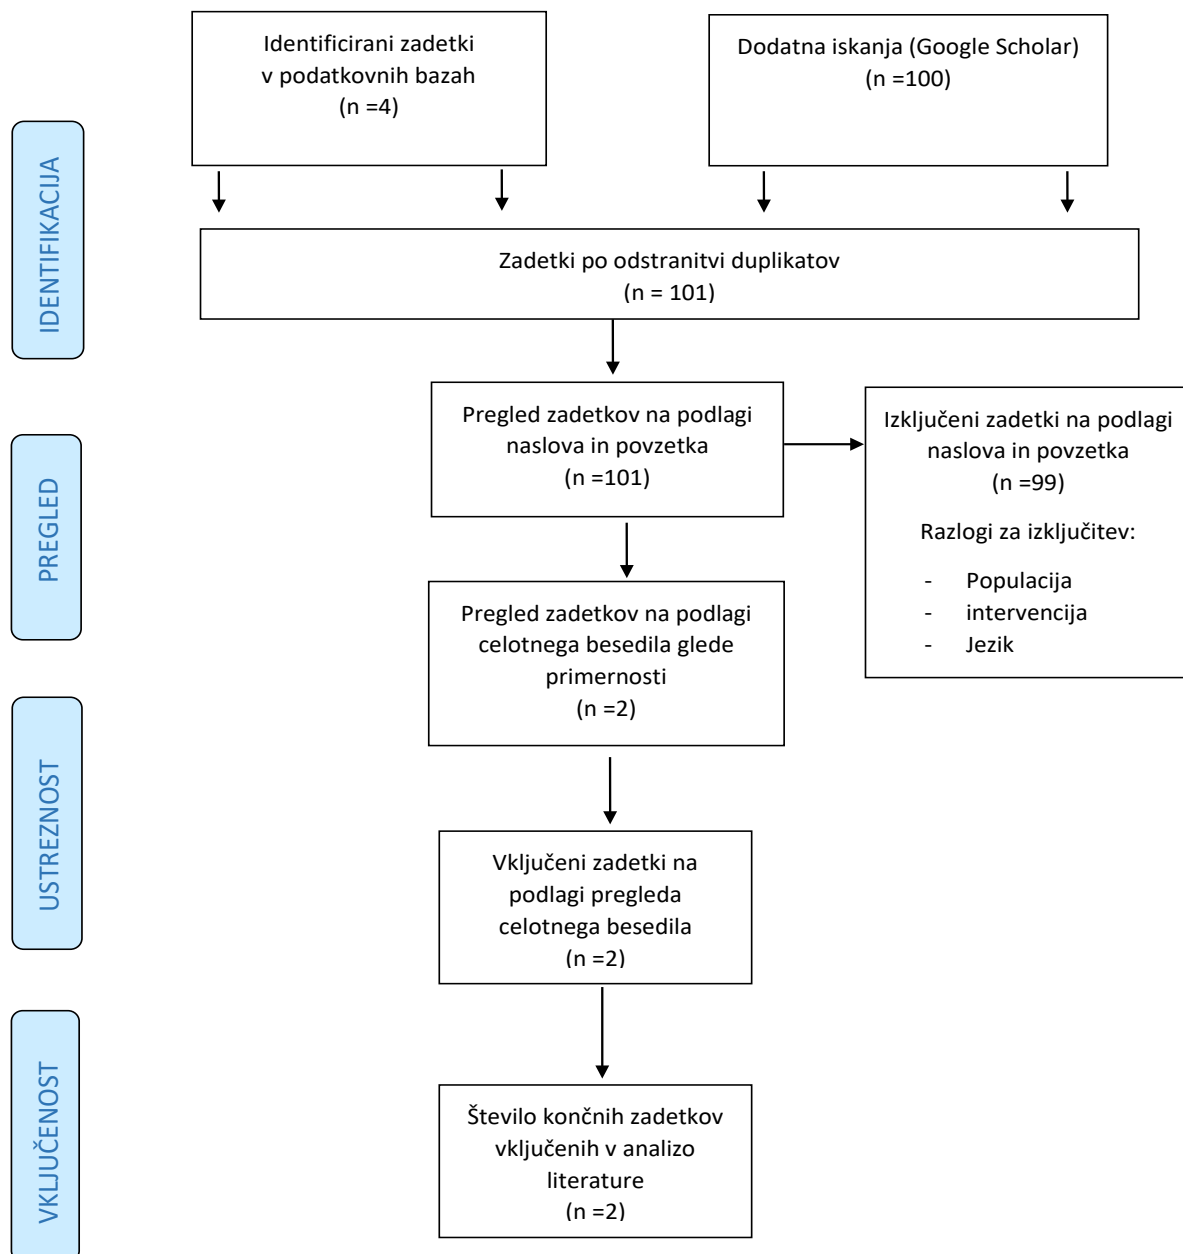 Identificirani zadetki
v podatkovnih bazah
(n =4)
Dodatna iskanja (Google Scholar)
(n =100)
IDENTIFIKACIJA
Zadetki po odstranitvi duplikatov
(n = 101)
PREGLED
Pregled zadetkov na podlagi
naslova in povzetka
(n =101)
Izključeni zadetki na podlagi
naslova in povzetka
(n =99)
Razlogi za izključitev:
- Populacija
- intervencija
- Jezik
Pregled zadetkov na podlagi
celotnega besedila glede
primernosti
(n =2)
USTREZNOST
Vključeni zadetki na
podlagi pregleda
celotnega besedila
(n =2)
VKLJUČENOST
Število končnih zadetkov
vključenih v analizo
literature
(n =2)